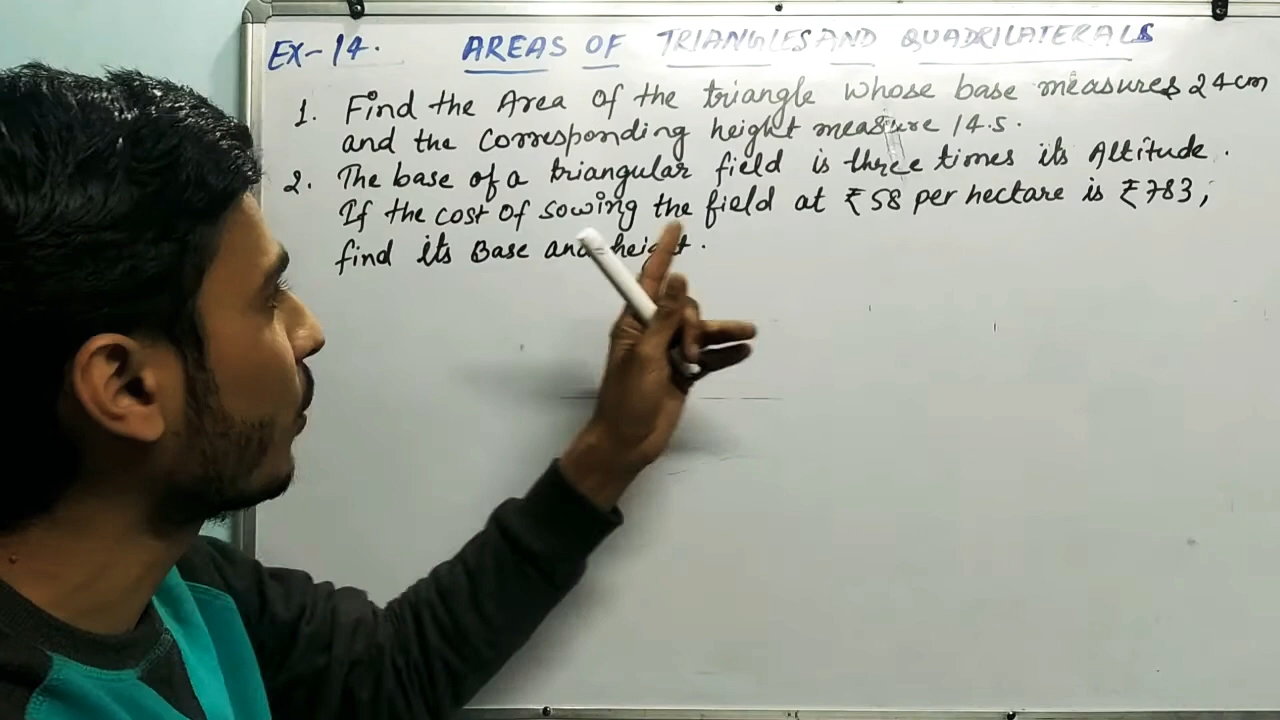 Ex-14. AREAS OF TRIANGLES AND QUADRILATERALS
1. Find the Area of the triangle whose base measures 24cm
and the corresponding height measure 14.5.
2. The base of a triangular field is three times its Altitude.
If the cost of sowing the field at ₹58 per hectare is ₹783;
find its Base and height.